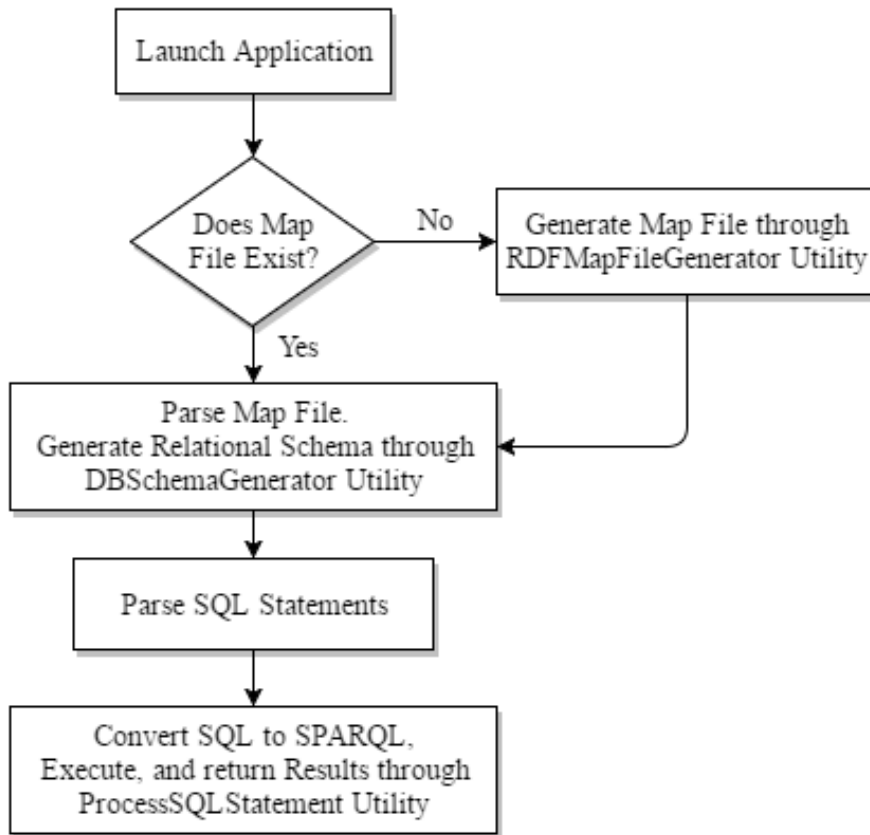 Launch Application
Does Map
File Exist?
No
Generate Map File through
RDFMapFileGenerator Utility
Yes
Parse Map File.
Generate Relational Schema through
DBSchemaGenerator Utility
Parse SQL Statements
Convert SQL to SPARQL,
Execute, and return Results through
ProcessSQLStatement Utility